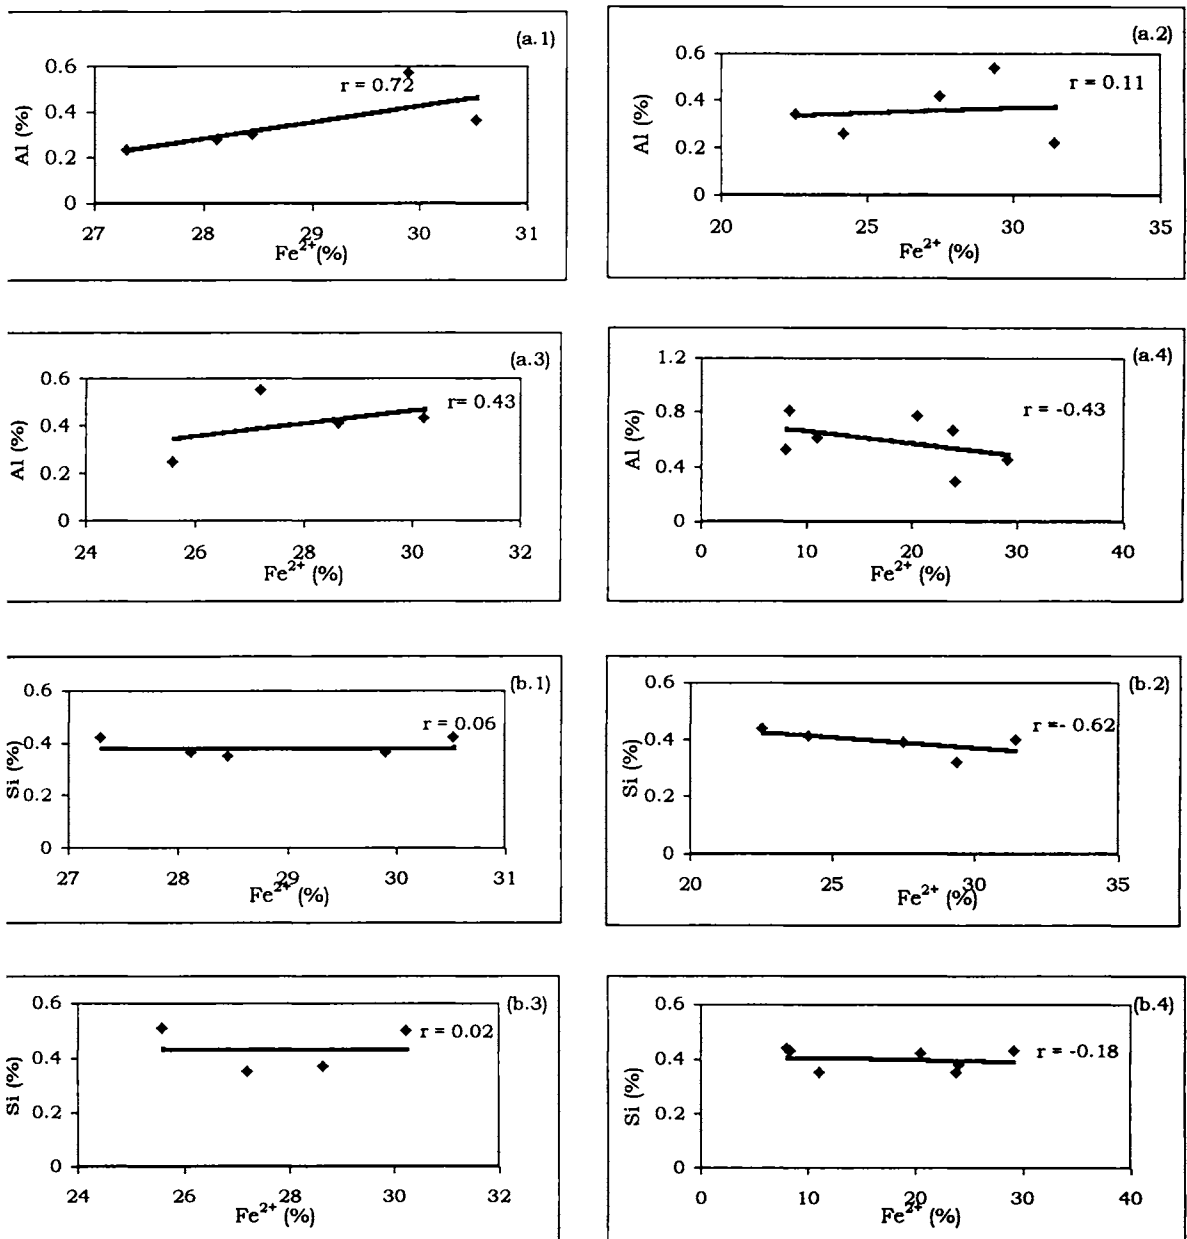 (a.1)
0.6
r = 0.72
0.4
0.2
0
Al (%)
27 28 29 30 31
Fe²⁺ (%)
(a.2)
0.6
r = 0.11
0.4
0.2
0
Al (%)
20 25 30 35
Fe²⁺ (%)
(a.3)
0.6
r= 0.43
0.4
0.2
0
Al (%)
24 26 28 30 32
Fe²⁺ (%)
(a.4)
1.2
r = -0.43
0.8
0.4
0
Al (%)
0 10 20 30 40
Fe²⁺ (%)
(b.1)
0.6
r = 0.06
0.4
0.2
0
Si (%)
27 28 29 30 31
Fe²⁺ (%)
(b.2)
0.6
r =- 0.62
0.4
0.2
0
Si (%)
20 25 30 35
Fe²⁺ (%)
(b.3)
0.6
r = 0.02
0.4
0.2
0
Si (%)
24 26 28 30 32
Fe²⁺ (%)
(b.4)
0.6
r = -0.18
0.4
0.2
0
Si (%)
0 10 20 30 40
Fe²⁺ (%)